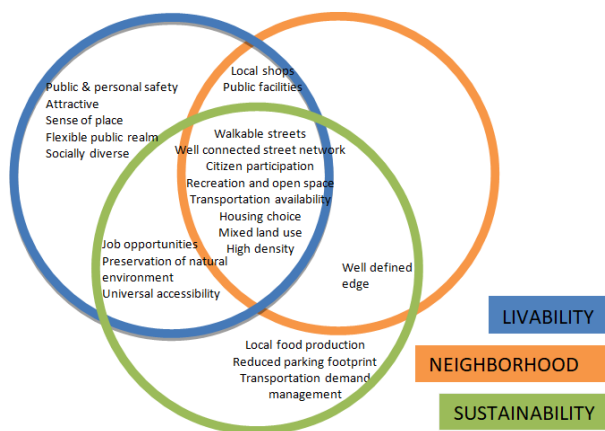 Local shops
Public facilities
Public & personal safety
Attractive
Sense of place
Flexible public realm
Socially diverse
Walkable streets
Well connected street network
Citizen participation
Recreation and open space
Transportation availability
Housing choice
Mixed land use
High density
Job opportunities
Preservation of natural
environment
Universal accessibility
Well defined
edge
Local food production
Reduced parking footprint
Transportation demand
management
LIVABILITY
NEIGHBORHOOD
SUSTAINABILITY